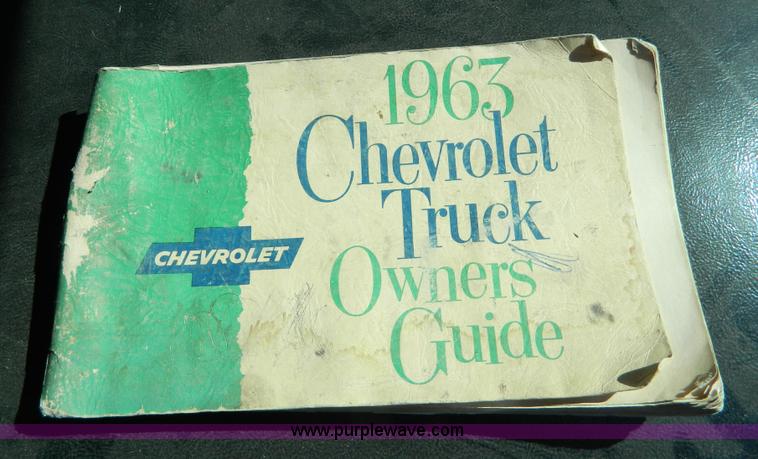 1963
Chevrolet
Truck
CHEVROLET
Owners
Guide
www.purplewave.com